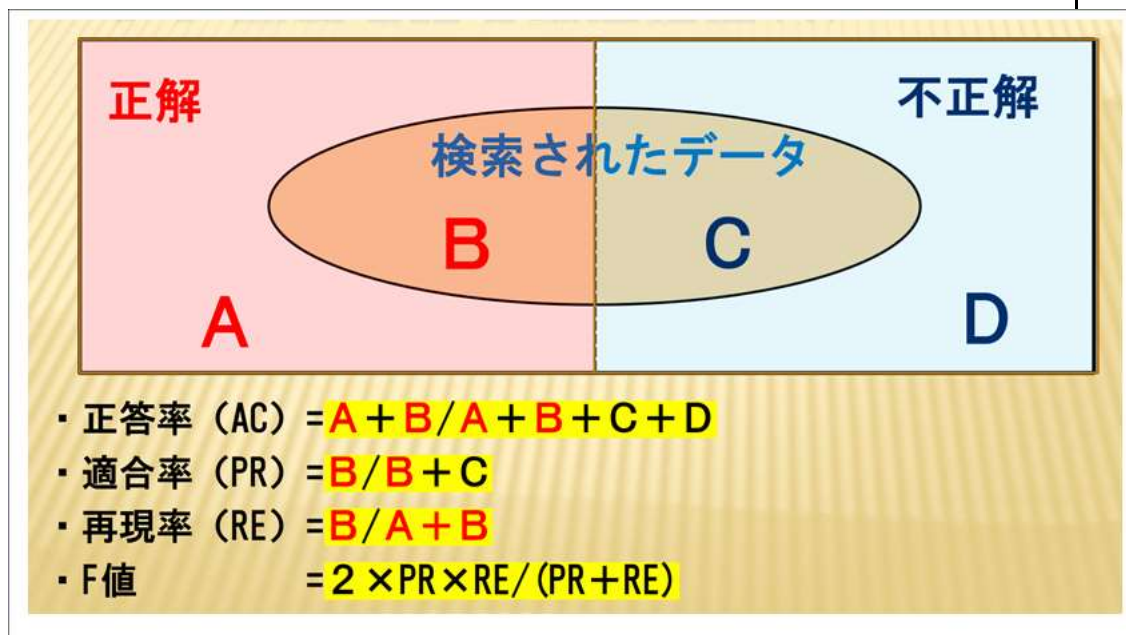 正解
不正解
検索されたデータ
B
C
A
D
・正答率（AC）=A+B/A+B+C+D
・適合率（PR）=B/B+C
・再現率（RE）=B/A+B
・F値 =2×PR×RE/(PR+RE)